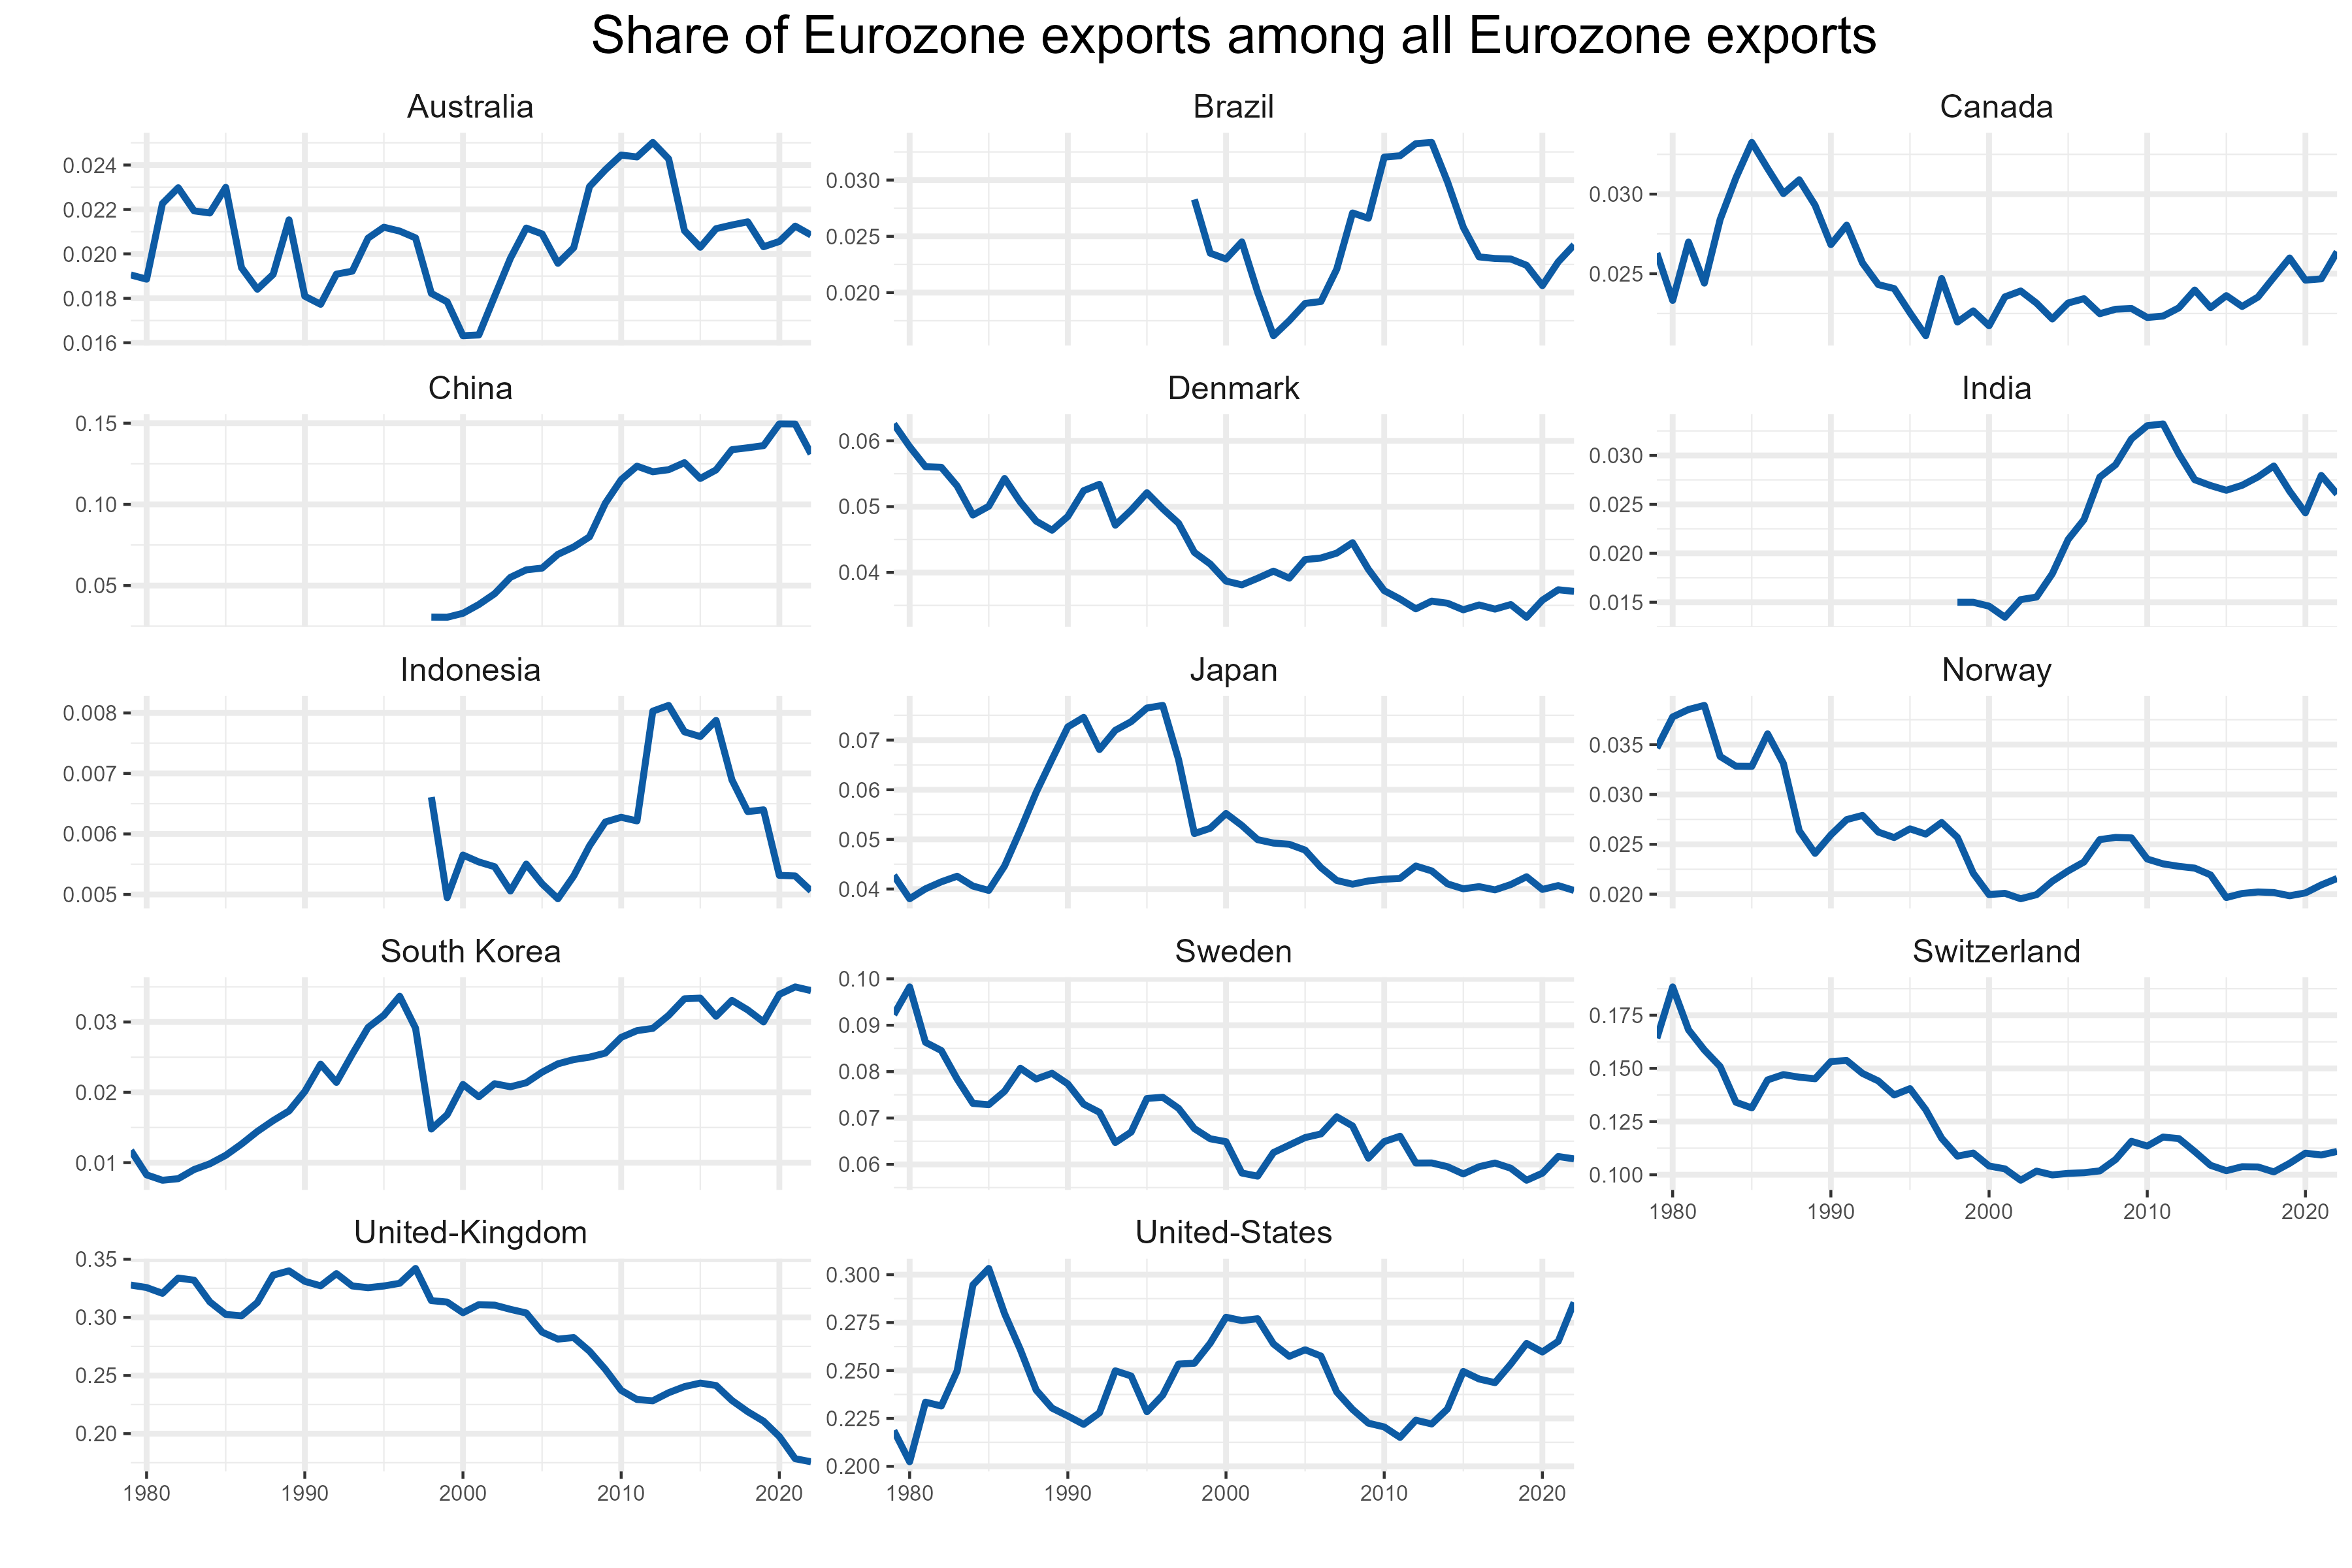 Share of Eurozone exports among all Eurozone exports
Australia
Brazil
Canada
0.024
0.022
0.020
0.018
0.016
0.030
0.025
0.020
0.030
0.025
China
Denmark
India
0.15
0.10
0.05
0.06
0.05
0.04
0.030
0.025
0.020
0.015
Indonesia
Japan
Norway
0.008
0.007
0.006
0.005
0.07
0.06
0.05
0.04
0.035
0.030
0.025
0.020
South Korea
Sweden
Switzerland
0.03
0.02
0.01
0.10
0.09
0.08
0.07
0.06
0.175
0.150
0.125
0.100
1980 1990 2000 2010 2020
United-Kingdom
United-States
0.35
0.30
0.25
0.20
0.300
0.275
0.250
0.225
0.200
1980 1990 2000 2010 2020
1980 1990 2000 2010 2020